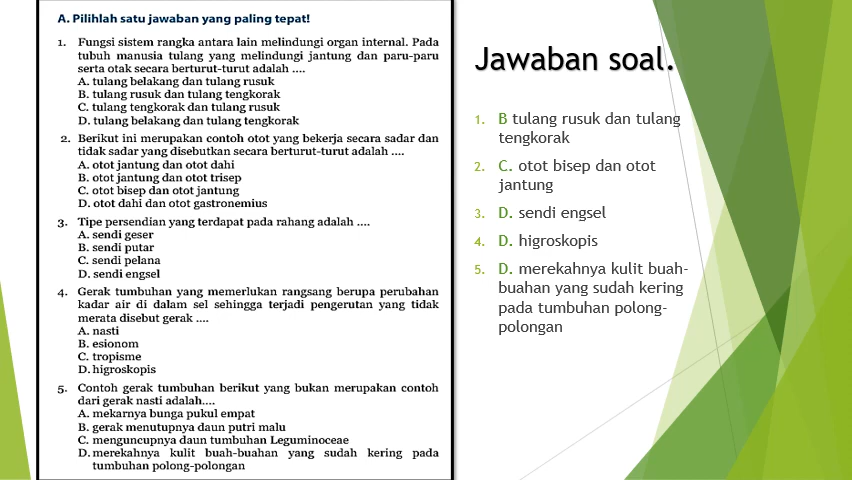 A. Pilihlah satu jawaban yang paling tepat!
1. Fungsi sistem rangka antara lain melindungi organ internal. Pada
tubuh manusia tulang yang melindungi jantung dan paru-paru
serta otak secara berturut-turut adalah ....
A. tulang belakang dan tulang rusuk
B. tulang rusuk dan tulang tengkorak
C. tulang tengkorak dan tulang rusuk
D. tulang belakang dan tulang tengkorak
2. Berikut ini merupakan contoh otot yang bekerja secara sadar dan
tidak sadar yang disebutkan secara berturut-turut adalah ....
A. otot jantung dan otot dahi
B. otot jantung dan otot trisep
C. otot bisep dan otot jantung
D. otot dahi dan otot gastronemius
3. Tipe persendian yang terdapat pada rahang adalah ....
A. sendi geser
B. sendi putar
C. sendi pelana
D. sendi engsel
4. Gerak tumbuhan yang memerlukan rangsang berupa perubahan
kadar air di dalam sel sehingga terjadi pengerutan yang tidak
merata disebut gerak ....
A. nasti
B. esionom
C. tropisme
D. higroskopis
5. Contoh gerak tumbuhan berikut yang bukan merupakan contoh
dari gerak nasti adalah....
A. mekarnya bunga pukul empat
B. gerak menutupnya daun putri malu
C. menguncupnya daun tumbuhan Leguminoceae
D. merekahnya kulit buah-buahan yang sudah kering pada
tumbuhan polong-polongan
Jawaban soal.
1. B tulang rusuk dan tulang
tengkorak
2. C. otot bisep dan otot
jantung
3. D. sendi engsel
4. D. higroskopis
5. D. merekahnya kulit buah-
buahan yang sudah kering
pada tumbuhan polong-
polongan